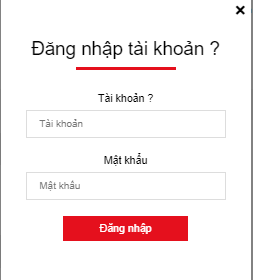 Đăng nhập tài khoản ?
Tài khoản ?
Tài khoản
Mật khẩu
Mật khẩu
Đăng nhập